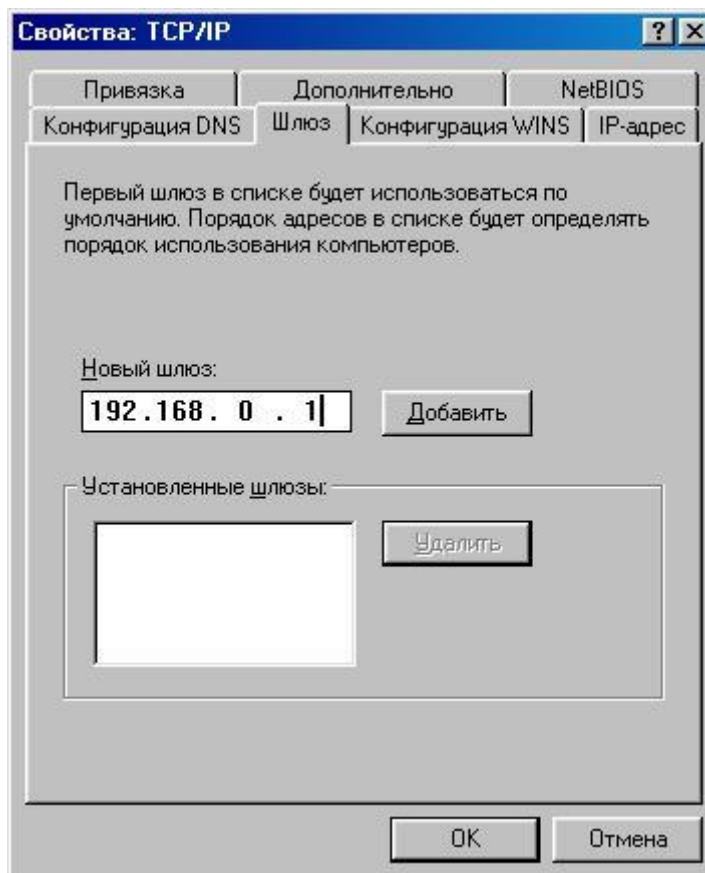 Свойства: TCP/IP
Привязка Дополнительно NetBIOS
Конфигурация DNS Шлюз Конфигурация WINS IP-адрес
Первый шлюз в списке будет использоваться по
умолчанию. Порядок адресов в списке будет определять
порядок использования компьютеров.
Новый шлюз:
192.168. 0 . 1 Добавить
Установленные шлюзы:
Удалить
OK Отмена